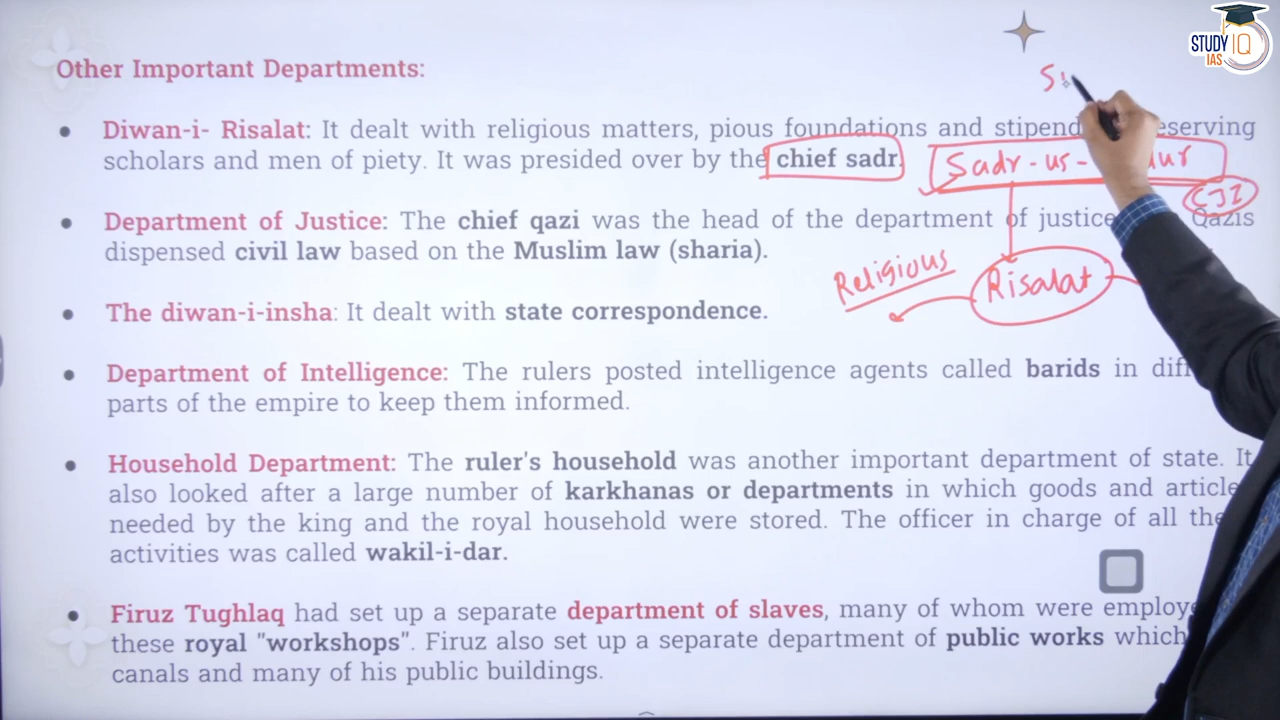 STUDY IQ
IAS
Other Important Departments:
• Diwan-i- Risalat: It dealt with religious matters, pious foundations and stipend
scholars and men of piety. It was presided over by the chief sadr.
Sadr-us-
CJI
• Department of Justice: The chief qazi was the head of the department of justice Qazis
dispensed civil law based on the Muslim law (sharia).
Religious
Risalat
• The diwan-i-insha: It dealt with state correspondence.
• Department of Intelligence: The rulers posted intelligence agents called barids in
parts of the empire to keep them informed.
• Household Department: The ruler's household was another important department of state. It
also looked after a large number of karkhanas or departments in which goods and article
needed by the king and the royal household were stored. The officer in charge of all
activities was called wakil-i-dar.
• Firuz Tughlaq had set up a separate department of slaves, many of whom were
these royal "workshops". Firuz also set up a separate department of public works which
canals and many of his public buildings.